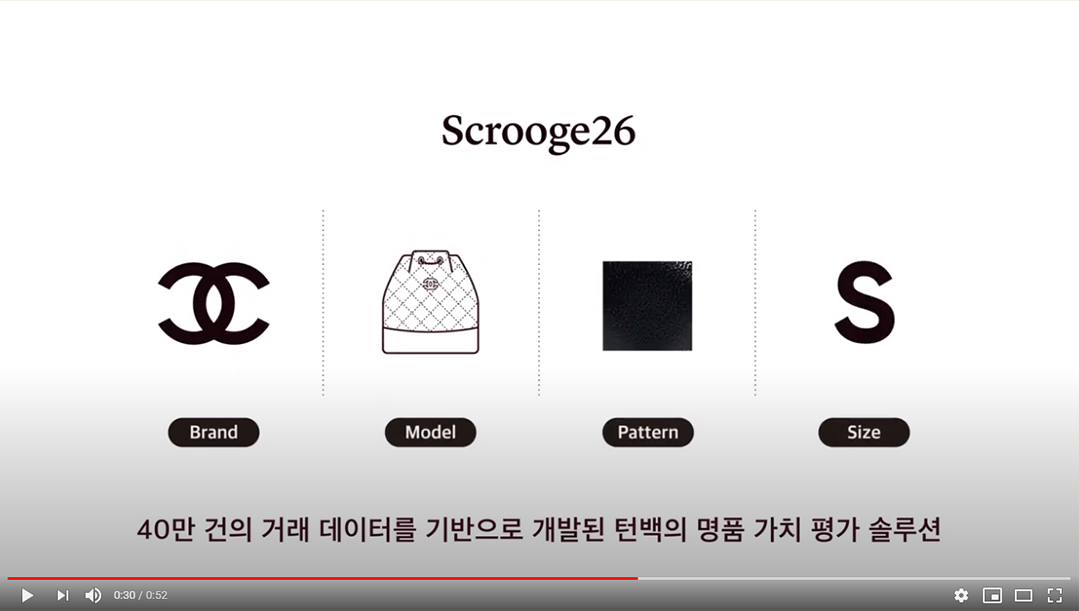 Scrooge26
S
Brand
Model
Pattern
Size
40만 건의 거래 데이터를 기반으로 개발된 턴백의 명품 가치 평가 솔루션
0:30 / 0:52